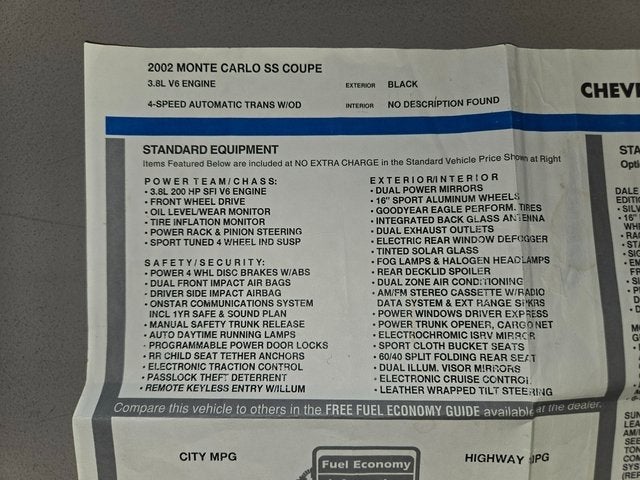 2002 MONTE CARLO SS COUPE
3.8L V6 ENGINE
EXTERIOR BLACK
4-SPEED AUTOMATIC TRANS W/OD
INTERIOR NO DESCRIPTION FOUND
STANDARD EQUIPMENT
Items Featured Below are included at NO EXTRA CHARGE in the Standard Vehicle Price Shown at Right
POWER TEAM/CHASS:
• 3.8L 200 HP SFI V6 ENGINE
• FRONT WHEEL DRIVE
• OIL LEVEL/WEAR MONITOR
• TIRE INFLATION MONITOR
• POWER RACK & PINION STEERING
• SPORT TUNED 4 WHEEL IND SUSP
SAFETY/SECURITY:
• POWER 4 WHL DISC BRAKES W/ABS
• DUAL FRONT IMPACT AIR BAGS
• DRIVER SIDE IMPACT AIRBAG
• ONSTAR COMMUNICATIONS SYSTEM
INCL 1YR SAFE & SOUND PLAN
• MANUAL SAFETY TRUNK RELEASE
• AUTO DAYTIME RUNNING LAMPS
• PROGRAMMABLE POWER DOOR LOCKS
• RR CHILD SEAT TETHER ANCHORS
• ELECTRONIC TRACTION CONTROL
• PASSLOCK THEFT DETERRENT
• REMOTE KEYLESS ENTRY W/ILLUM
EXTERIOR/INTERIOR
• DUAL POWER MIRRORS
• 16" SPORT ALUMINUM WHEELS
• GOODYEAR EAGLE PERFORM. TIRES
• INTEGRATED BACK GLASS ANTENNA
• DUAL EXHAUST OUTLETS
• ELECTRIC REAR WINDOW DEFOGGER
• TINTED SOLAR GLASS
• FOG LAMPS & HALOGEN HEADLAMPS
• REAR DECKLID SPOILER
• DUAL ZONE AIR CONDITIONING
• AM/FM STEREO CASSETTE W/RADIO
DATA SYSTEM & EXT RANGE SPKRS
• POWER WINDOWS DRIVER EXPRESS
• POWER TRUNK OPENER, CARGO NET
• ELECTROCHROMIC ISRV MIRROR
• SPORT CLOTH BUCKET SEATS
• 60/40 SPLIT FOLDING REAR SEAT
• DUAL ILLUM. VISOR MIRRORS
• ELECTRONIC CRUISE CONTROL
• LEATHER WRAPPED TILT STEERING
Compare this vehicle to others in the FREE FUEL ECONOMY GUIDE available at the dealer.
CITY MPG
Fuel Economy
HIGHWAY MPG
CHEV
STA
Opti
DALE
EDITI